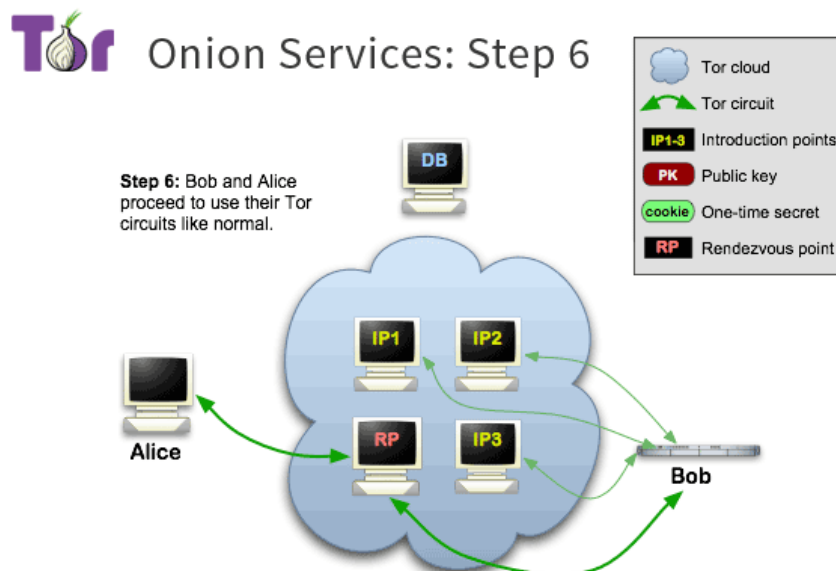 Tor
Onion Services: Step 6
Tor cloud
Tor circuit
IP1-3 Introduction points
PK Public key
cookie One-time secret
RP Rendezvous point
DB
Step 6: Bob and Alice
proceed to use their Tor
circuits like normal.
IP1
IP2
Alice
RP
IP3
Bob